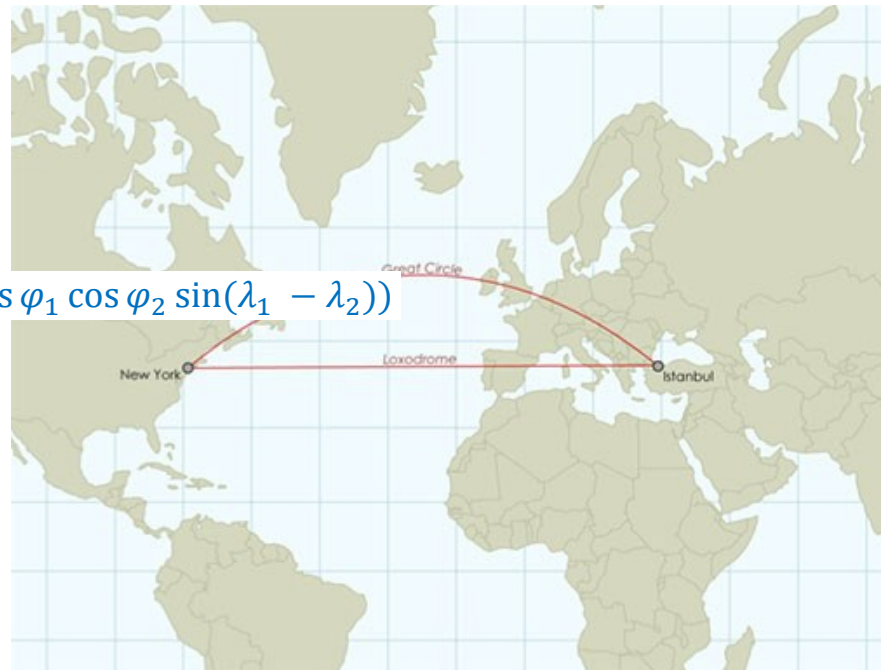 Great Circle
s φ₁ cos φ₂ sin(λ₁ − λ₂))
Loxodrome
New York
Istanbul